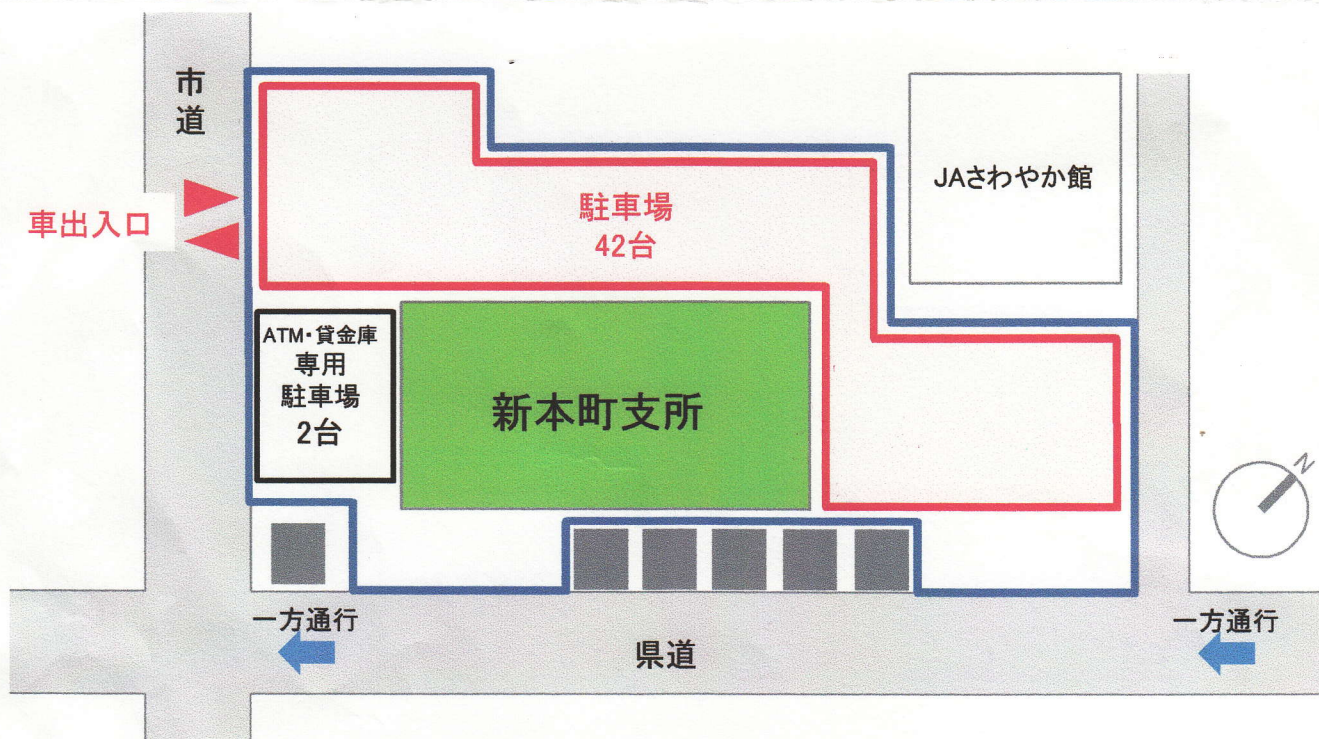 市道
車出入口
駐車場
42台
JAさわやか館
ATM・貸金庫
専用
駐車場
2台
新本町支所
N
一方通行
県道
一方通行